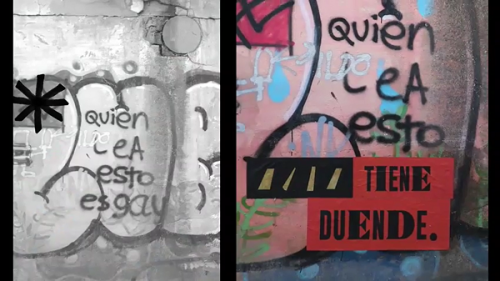 quien
LEA
esto
es gay
quien
LEA
esto
TIENE
DUENDE.